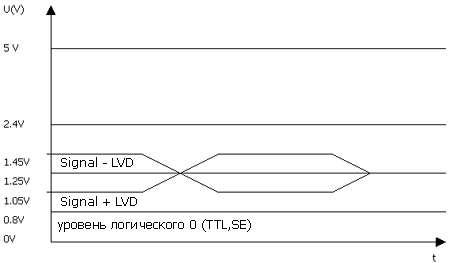 U(V)
5 V
2.4V
1.45V
Signal - LVD
1.25V
1.05V
Signal + LVD
0.8V
уровень логического 0 (TTL,SE)
0V
t